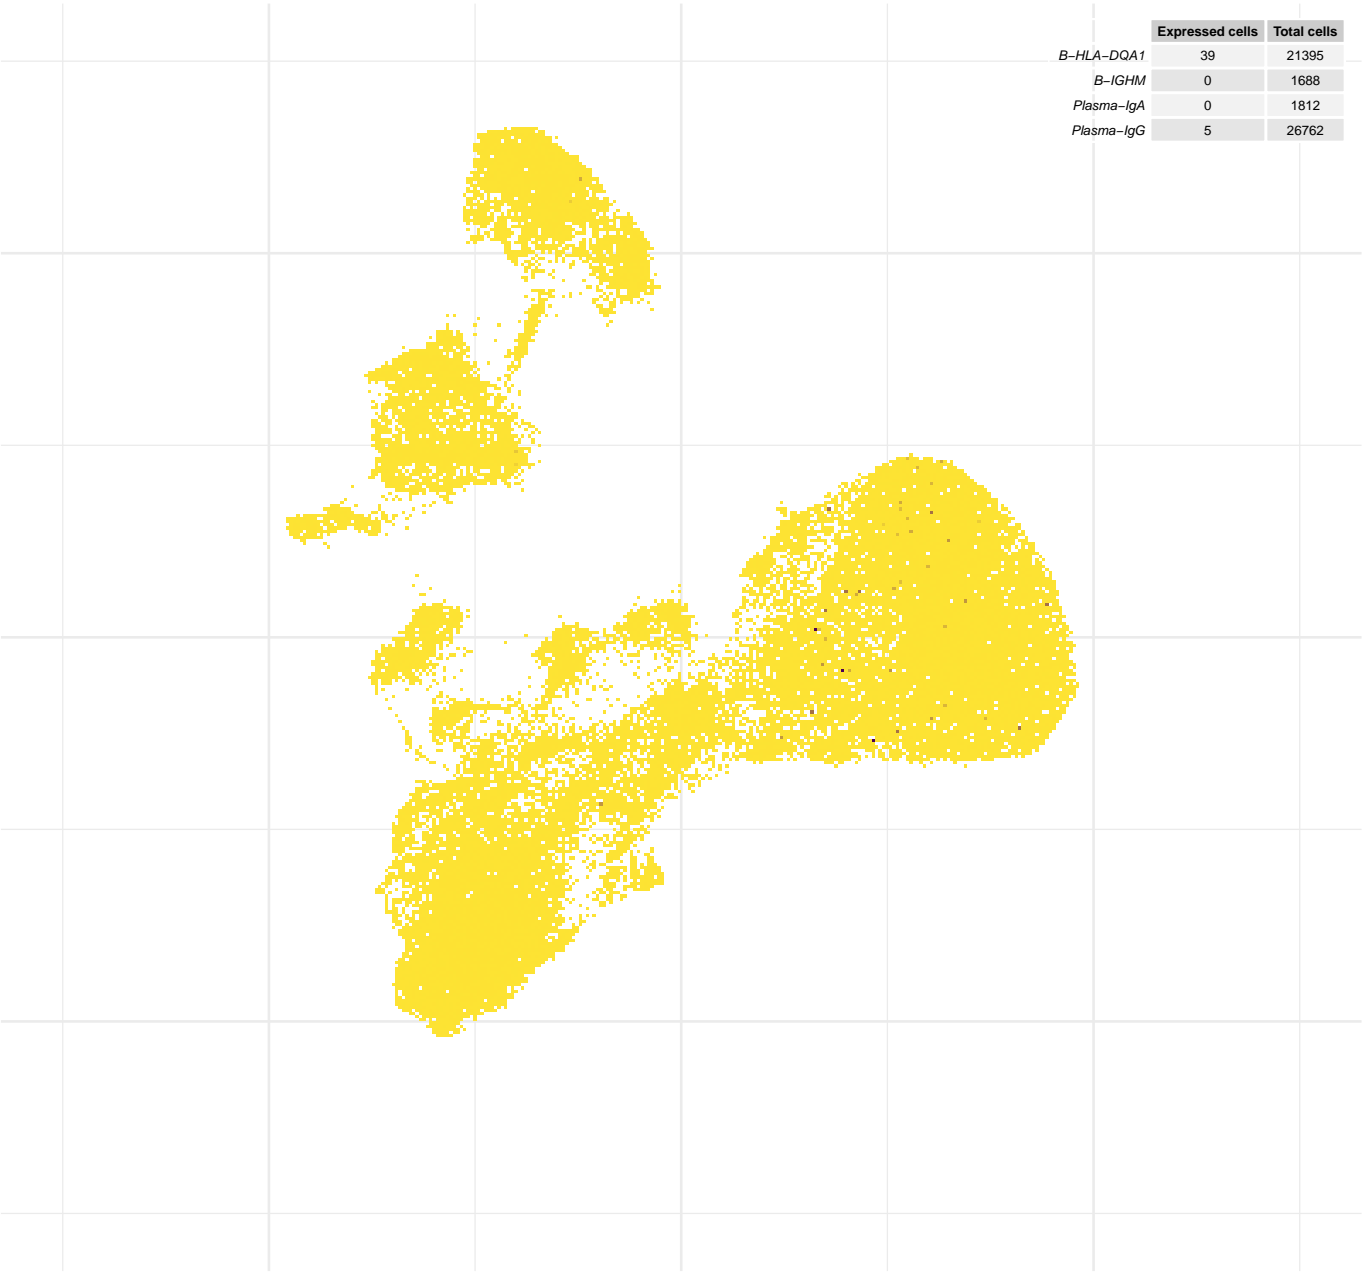 Expressed cells Total cells
B−HLA−DQA1 39 21395
B−IGHM 0 1688
Plasma−IgA 0 1812
Plasma−IgG 5 26762